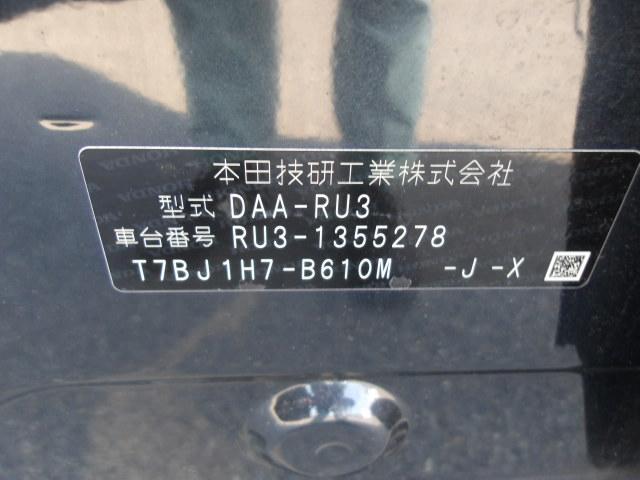 本田技研工業株式会社
型式 DAA-RU3
車台番号 RU3-1355278
T7BJ1H7-B610M -J -X